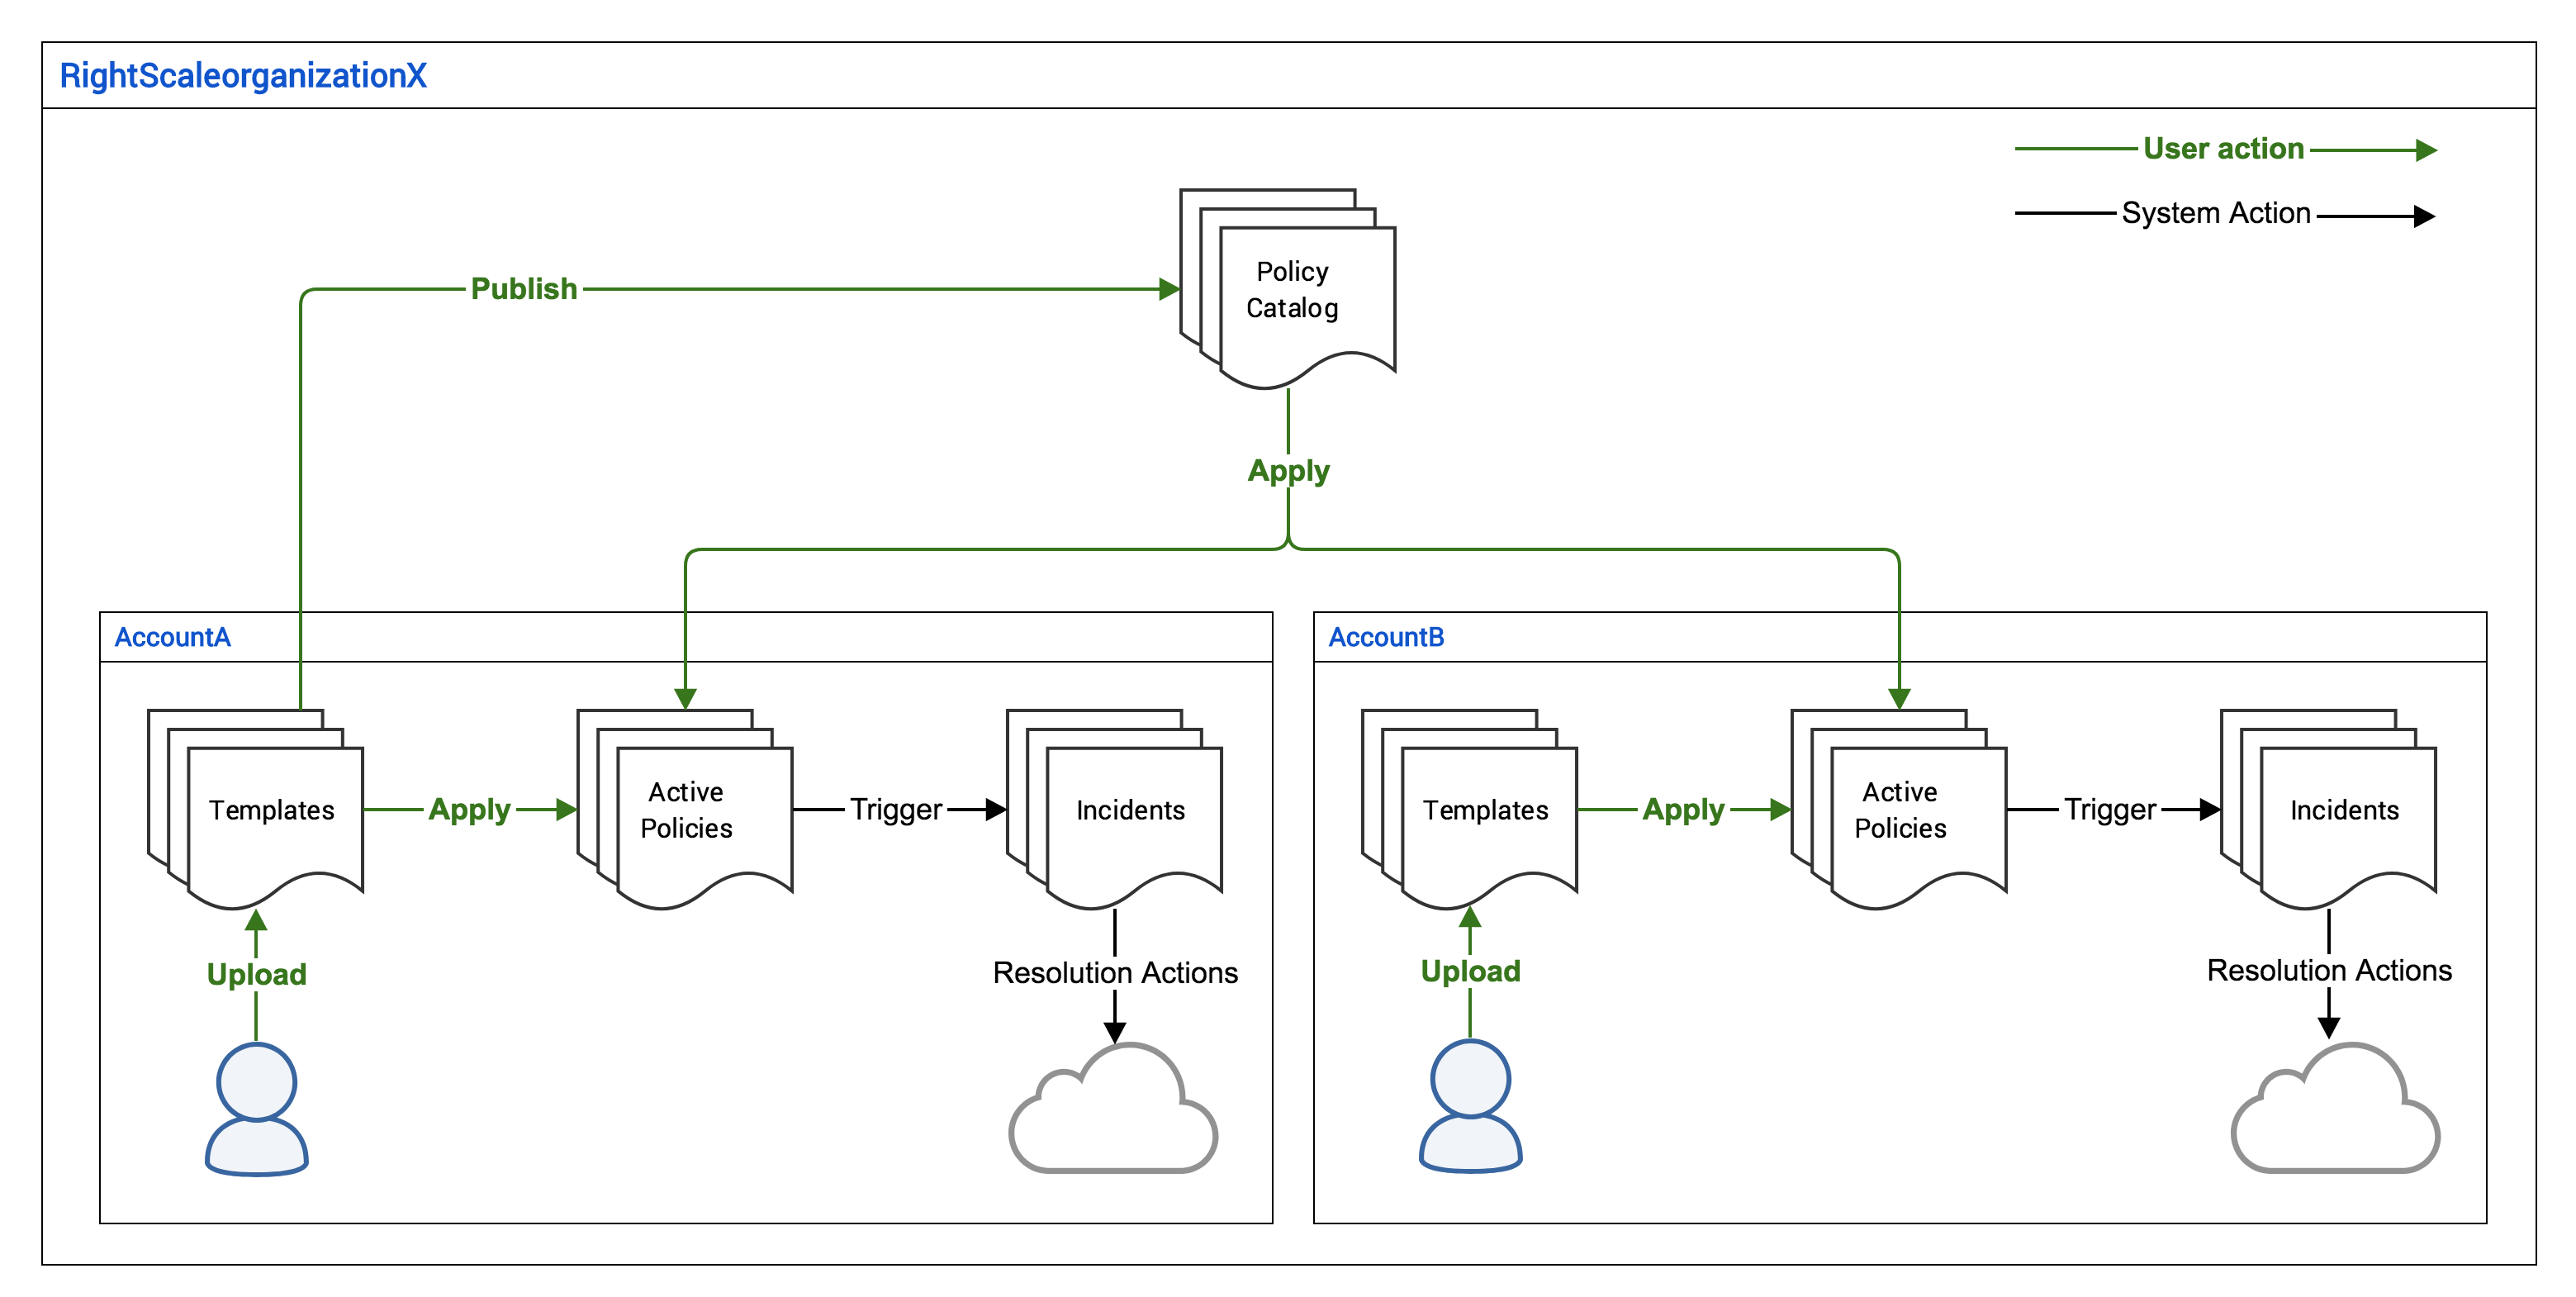 RightScaleorganizationX
User action
System Action
Policy
Catalog
Publish
Apply
AccountA
Templates
Apply
Active
Policies
Trigger
Incidents
Upload
Resolution Actions
AccountB
Templates
Apply
Active
Policies
Trigger
Incidents
Upload
Resolution Actions